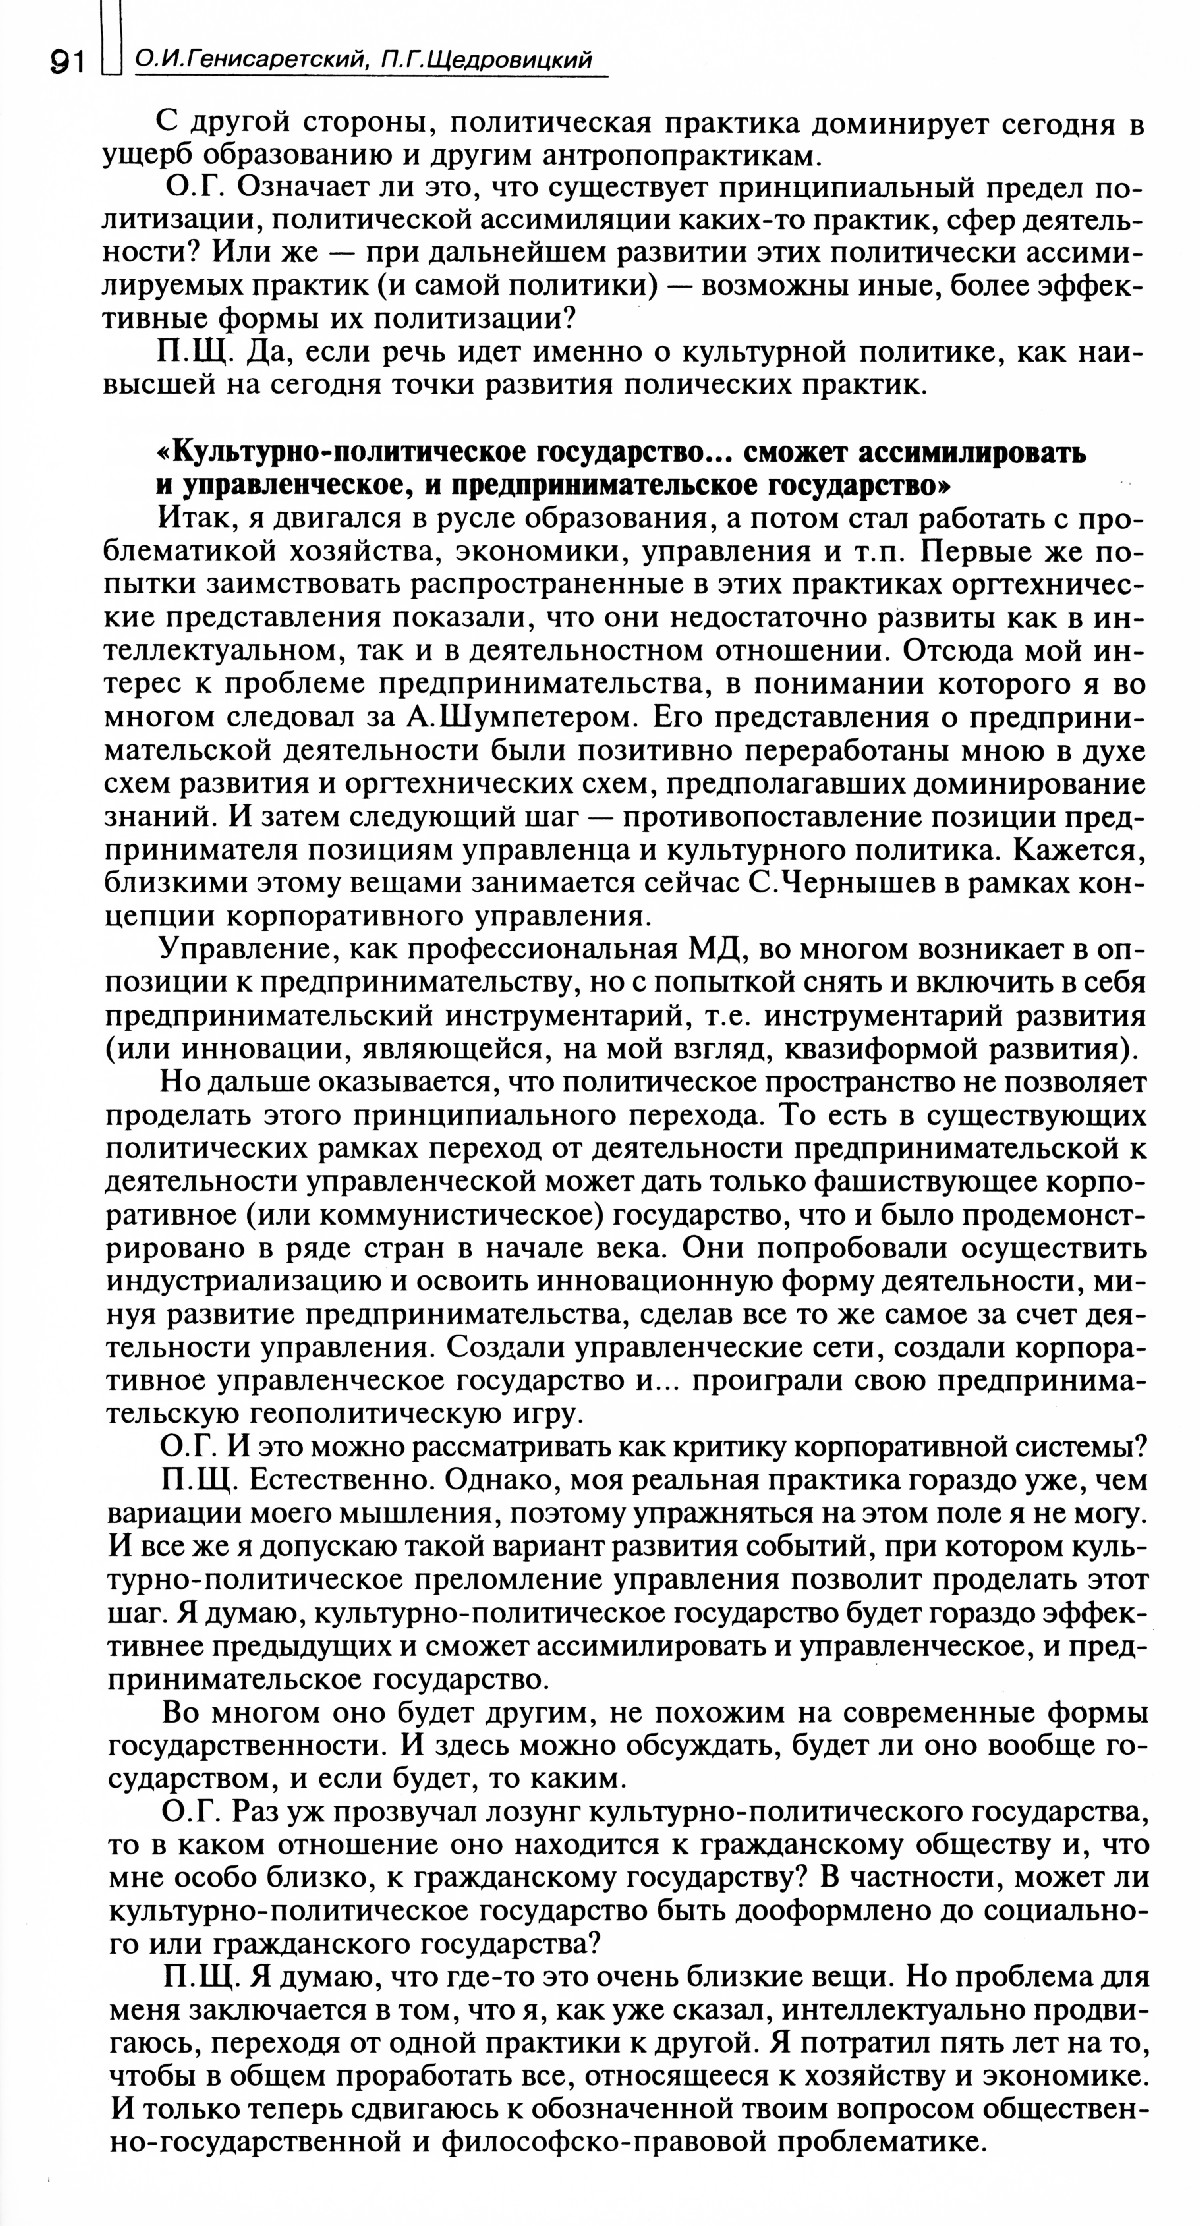 91 О.И.Генисаретский, П.Г.Щедровицкий
С другой стороны, политическая практика доминирует сегодня в
ущерб образованию и другим антропопрактикам.
О.Г. Означает ли это, что существует принципиальный предел по-
литизации, политической ассимиляции каких-то практик, сфер деятель-
ности? Или же — при дальнейшем развитии этих политически ассими-
лируемых практик (и самой политики) — возможны иные, более эффек-
тивные формы их политизации?
П.Щ. Да, если речь идет именно о культурной политике, как наи-
высшей на сегодня точки развития полических практик.
«Культурно-политическое государство... сможет ассимилировать
и управленческое, и предпринимательское государство»
Итак, я двигался в русле образования, а потом стал работать с про-
блематикой хозяйства, экономики, управления и т.п. Первые же по-
пытки заимствовать распространенные в этих практиках оргтехничес-
кие представления показали, что они недостаточно развиты как в ин-
теллектуальном, так и в деятельностном отношении. Отсюда мой ин-
терес к проблеме предпринимательства, в понимании которого я во
многом следовал за А.Шумпетером. Его представления о предприни-
мательской деятельности были позитивно переработаны мною в духе
схем развития и оргтехнических схем, предполагавших доминирование
знаний. И затем следующий шаг — противопоставление позиции пред-
принимателя позициям управленца и культурного политика. Кажется,
близкими этому вещами занимается сейчас С.Чернышев в рамках кон-
цепции корпоративного управления.
Управление, как профессиональная МД, во многом возникает в оп-
позиции к предпринимательству, но с попыткой снять и включить в себя
предпринимательский инструментарий, т.е. инструментарий развития
(или инновации, являющейся, на мой взгляд, квазиформой развития).
Но дальше оказывается, что политическое пространство не позволяет
проделать этого принципиального перехода. То есть в существующих
политических рамках переход от деятельности предпринимательской к
деятельности управленческой может дать только фашиствующее корпо-
ративное (или коммунистическое) государство, что и было продемонст-
рировано в ряде стран в начале века. Они попробовали осуществить
индустриализацию и освоить инновационную форму деятельности, ми-
нуя развитие предпринимательства, сделав все то же самое за счет дея-
тельности управления. Создали управленческие сети, создали корпора-
тивное управленческое государство и... проиграли свою предпринима-
тельскую геополитическую игру.
О.Г. И это можно рассматривать как критику корпоративной системы?
П.Щ. Естественно. Однако, моя реальная практика гораздо уже, чем
вариации моего мышления, поэтому упражняться на этом поле я не могу.
И все же я допускаю такой вариант развития событий, при котором куль-
турно-политическое преломление управления позволит проделать этот
шаг. Я думаю, культурно-политическое государство будет гораздо эффек-
тивнее предыдущих и сможет ассимилировать и управленческое, и пред-
принимательское государство.
Во многом оно будет другим, не похожим на современные формы
государственности. И здесь можно обсуждать, будет ли оно вообще го-
сударством, и если будет, то каким.
О.Г. Раз уж прозвучал лозунг культурно-политического государства,
то в каком отношение оно находится к гражданскому обществу и, что
мне особо близко, к гражданскому государству? В частности, может ли
культурно-политическое государство быть дооформлено до социально-
го или гражданского государства?
П.Щ. Я думаю, что где-то это очень близкие вещи. Но проблема для
меня заключается в том, что я, как уже сказал, интеллектуально продви-
гаюсь, переходя от одной практики к другой. Я потратил пять лет на то,
чтобы в общем проработать все, относящееся к хозяйству и экономике.
И только теперь сдвигаюсь к обозначенной твоим вопросом обществен-
но-государственной и философско-правовой проблематике.